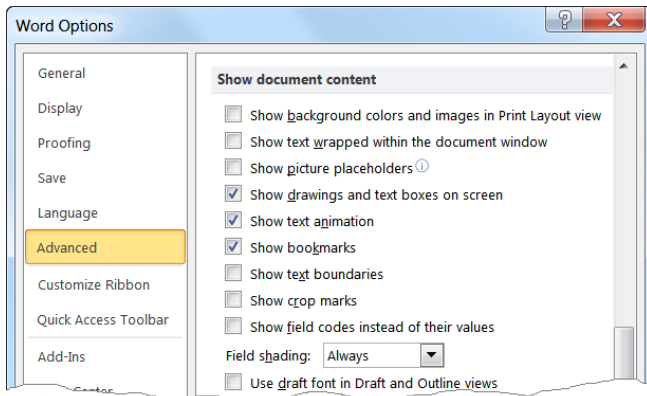 Word Options
General
Display
Proofing
Save
Language
Advanced
Customize Ribbon
Quick Access Toolbar
Add-Ins
Center
Show document content
Show background colors and images in Print Layout view
Show text wrapped within the document window
Show picture placeholders
Show drawings and text boxes on screen
Show text animation
Show bookmarks
Show text boundaries
Show crop marks
Show field codes instead of their values
Field shading: Always
Use draft font in Draft and Outline views